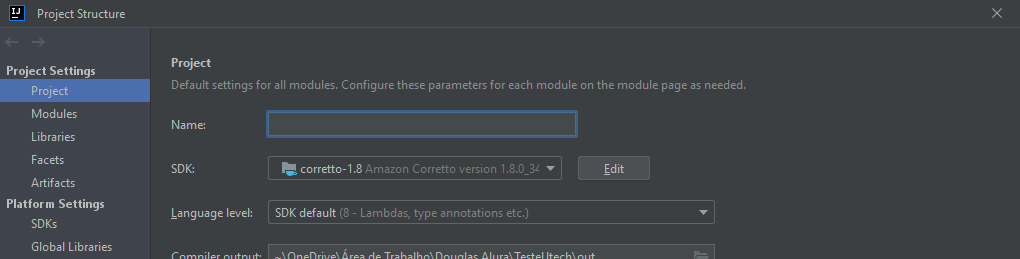 IJ
Project Structure
Project Settings
Project
Modules
Libraries
Facets
Artifacts
Platform Settings
SDKs
Global Libraries
Project
Default settings for all modules. Configure these parameters for each module on the module page as needed.
Name:
SDK: corretto-1.8 Amazon Corretto version 1.8.0_34 Edit
Language level: SDK default (8 - Lambdas, type annotations etc.)
Compiler output: ~\OneDrive\Área de Trabalho\Douglas Alura\TesteUtech\out